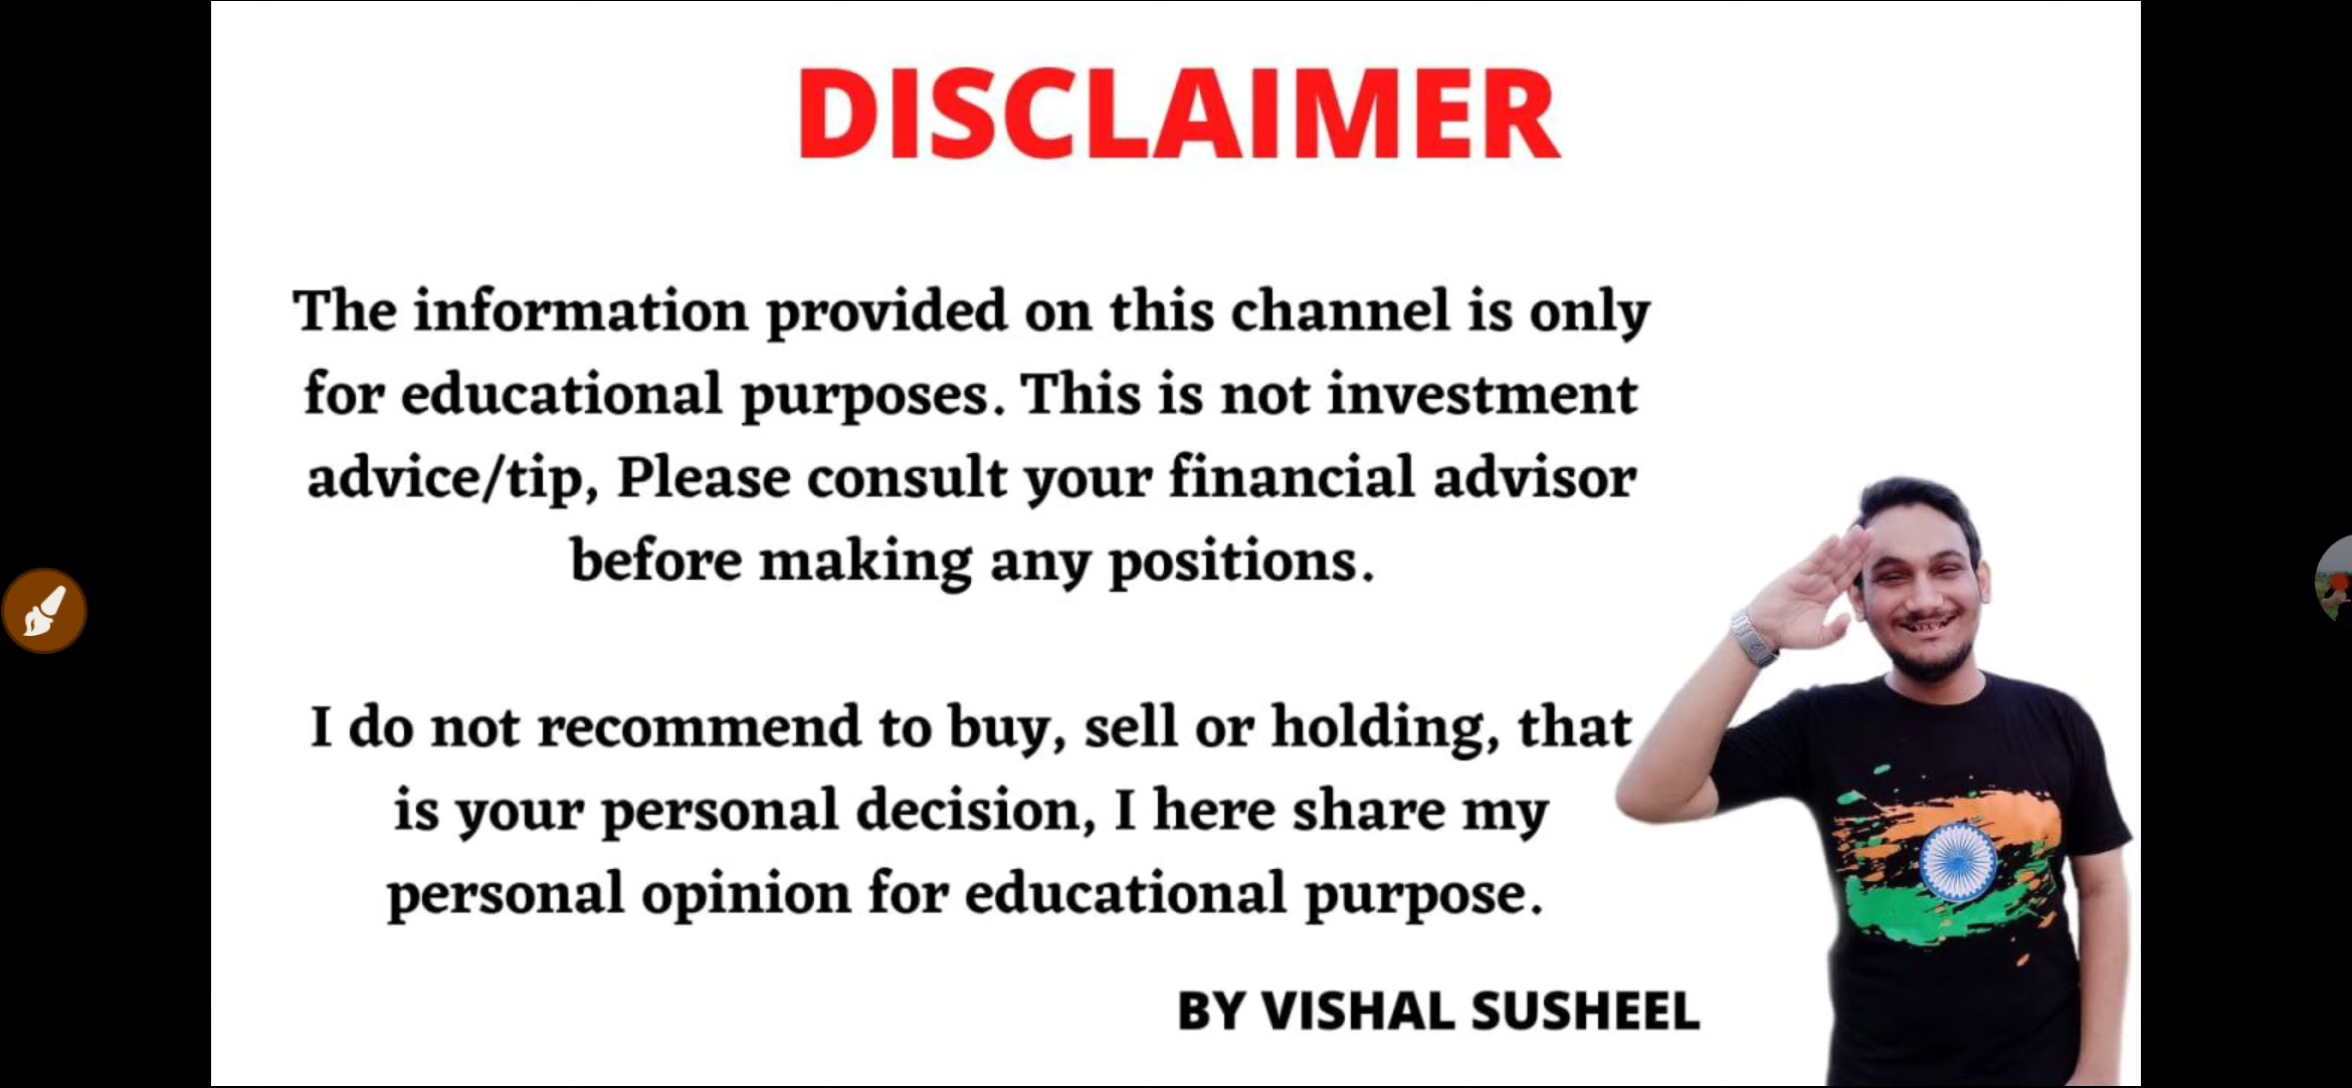 DISCLAIMER
The information provided on this channel is only
for educational purposes. This is not investment
advice/tip, Please consult your financial advisor
before making any positions.
I do not recommend to buy, sell or holding, that
is your personal decision, I here share my
personal opinion for educational purpose.
BY VISHAL SUSHEEL